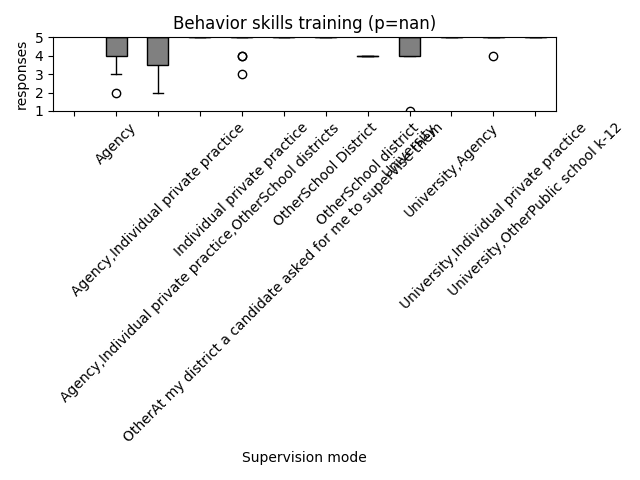 Behavior skills training (p=nan)
responses
5
4
3
2
1
Agency
Agency,Individual private practice
Agency,Individual private practice,OtherSchool districts
Individual private practice
OtherAt my district a candidate asked for me to supervise them
OtherSchool District
OtherSchool district
University
University,Agency
University,Individual private practice
University,OtherPublic school k-12
Supervision mode